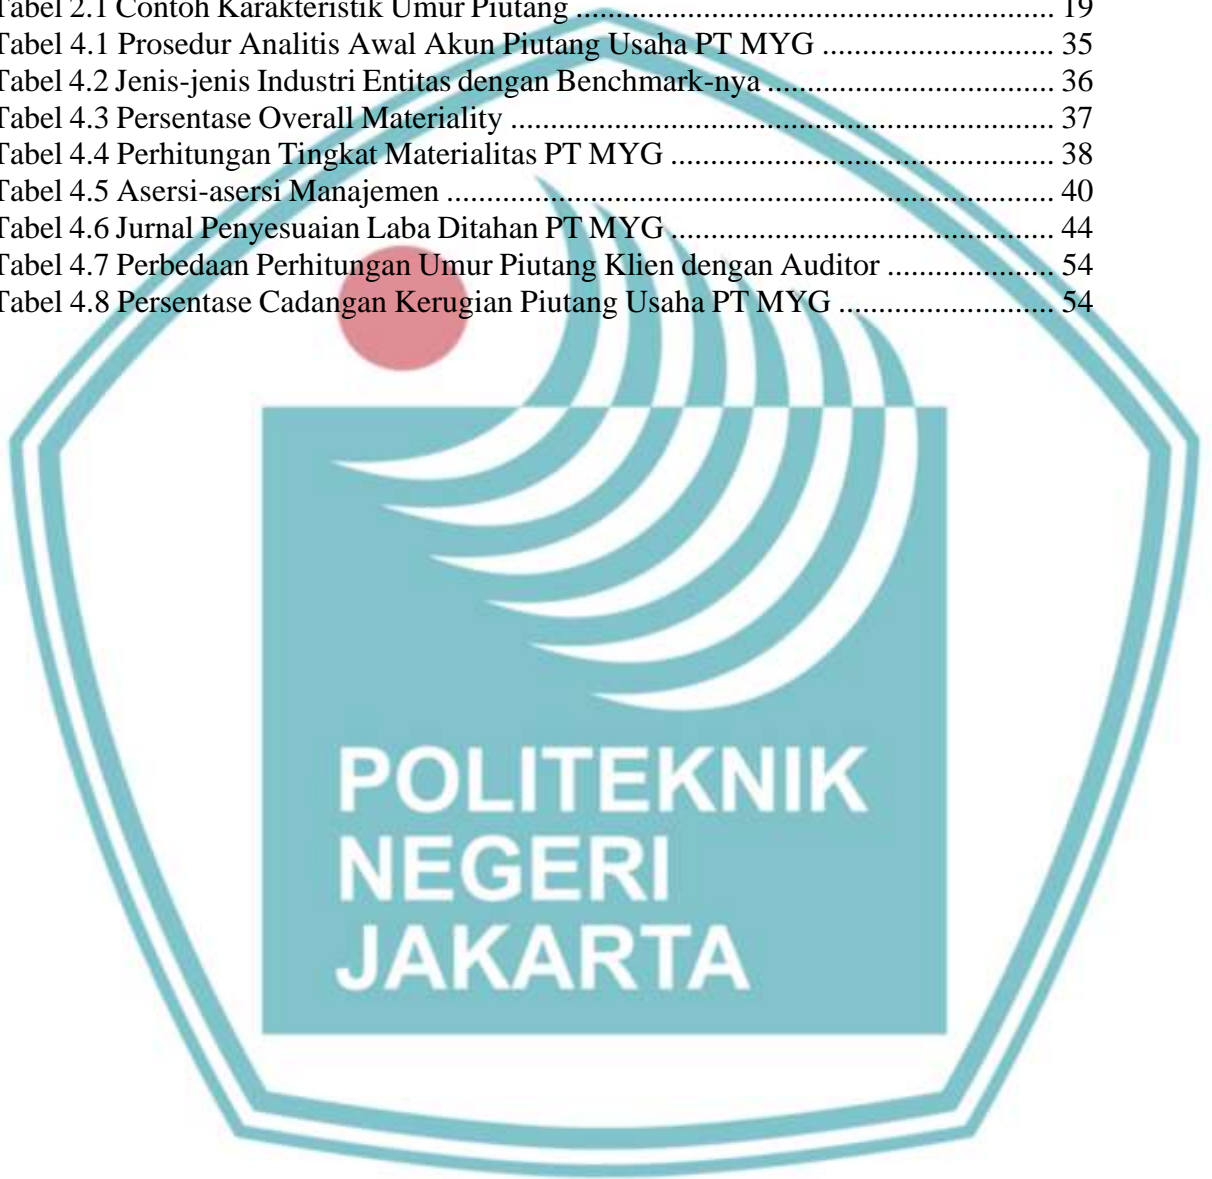 Tabel 2.1 Contoh Karakteristik Umur Piutang .................................................................. 19
Tabel 4.1 Prosedur Analitis Awal Akun Piutang Usaha PT MYG ................................ 35
Tabel 4.2 Jenis-jenis Industri Entitas dengan Benchmark-nya ........................................ 36
Tabel 4.3 Persentase Overall Materiality ........................................................................... 37
Tabel 4.4 Perhitungan Tingkat Materialitas PT MYG ..................................................... 38
Tabel 4.5 Asersi-asersi Manajemen .................................................................................... 40
Tabel 4.6 Jurnal Penyesuaian Laba Ditahan PT MYG ..................................................... 44
Tabel 4.7 Perbedaan Perhitungan Umur Piutang Klien dengan Auditor ....................... 54
Tabel 4.8 Persentase Cadangan Kerugian Piutang Usaha PT MYG .............................. 54
POLITEKNIK
NEGERI
JAKARTA